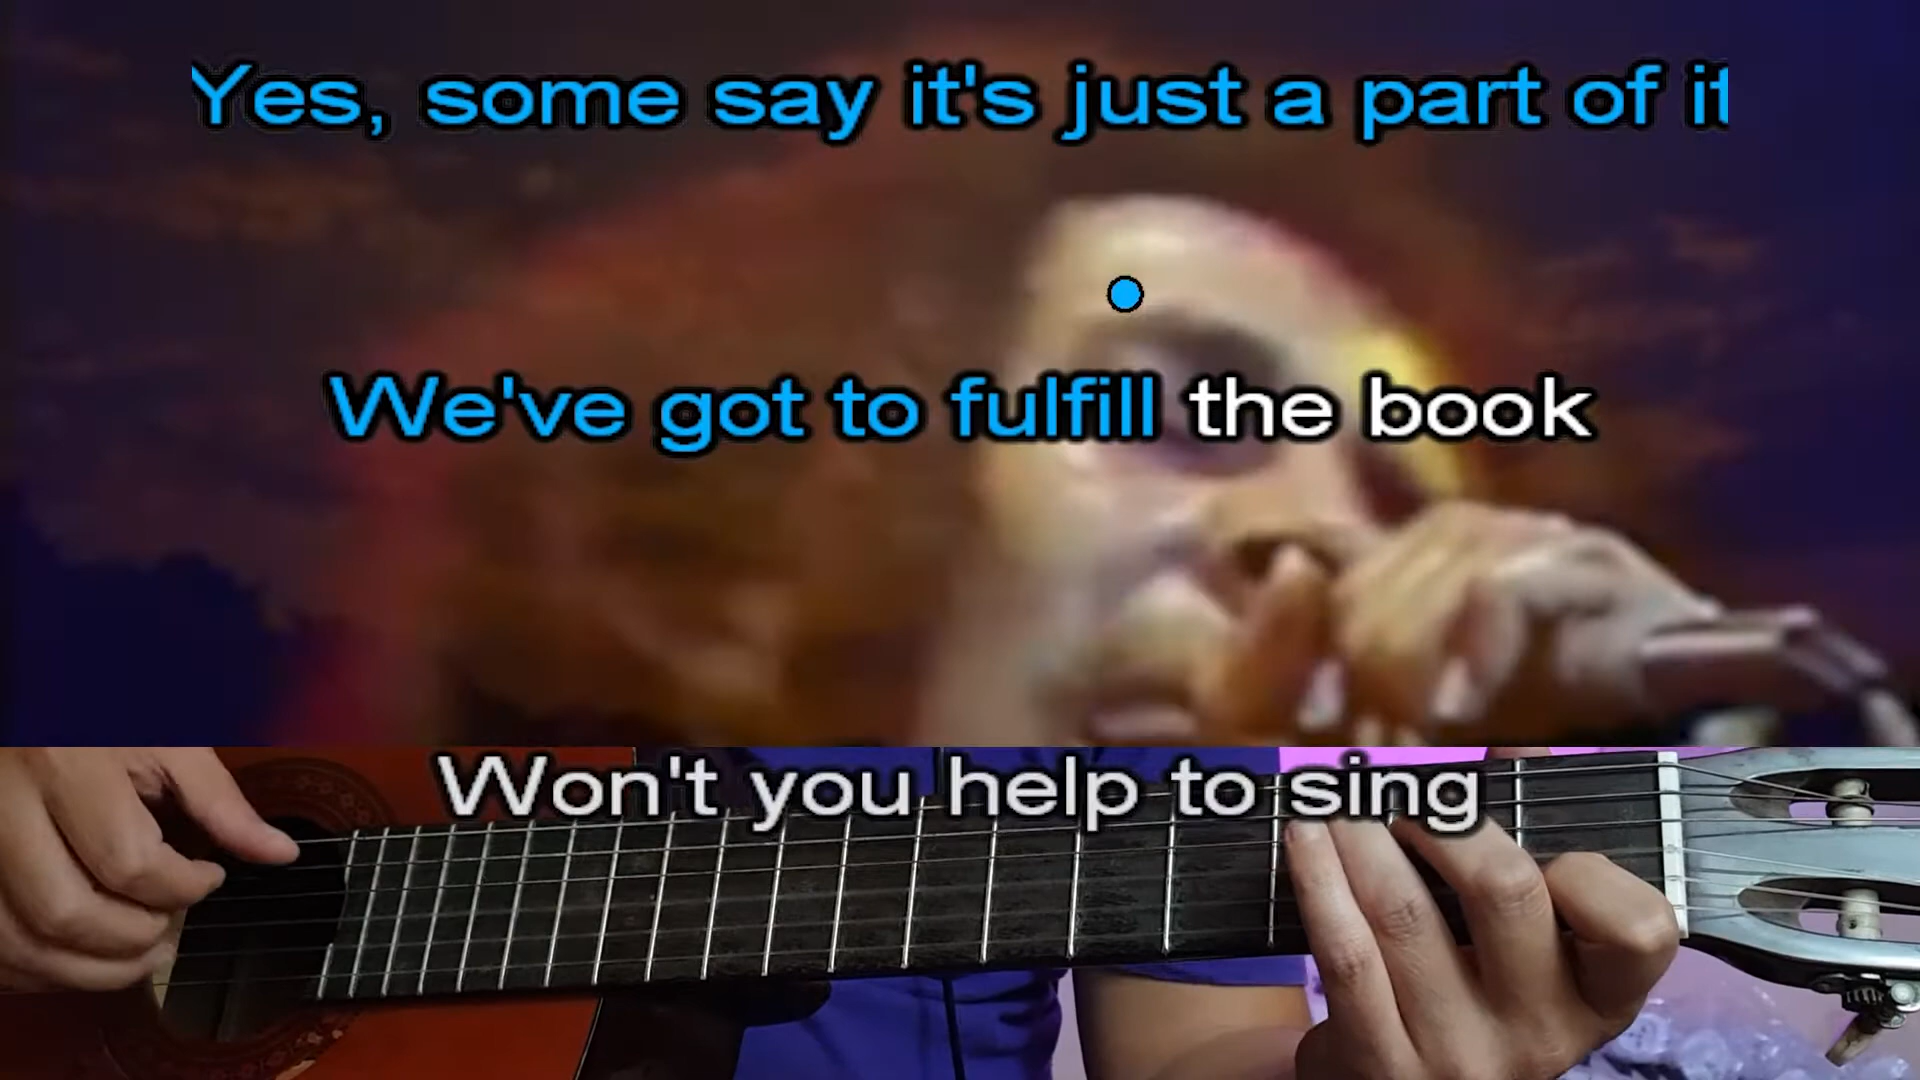 Yes, some say it's just a part of it
We've got to fulfill the book
Won't you help to sing